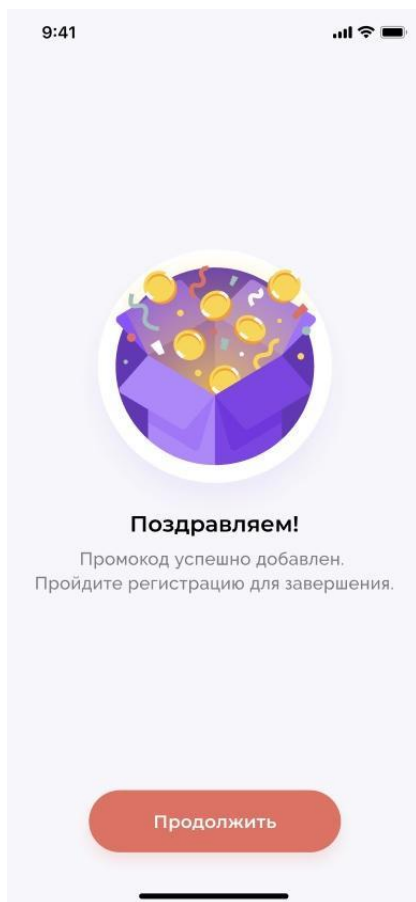 9:41
Поздравляем!
Промокод успешно добавлен.
Пройдите регистрацию для завершения.
Продолжить